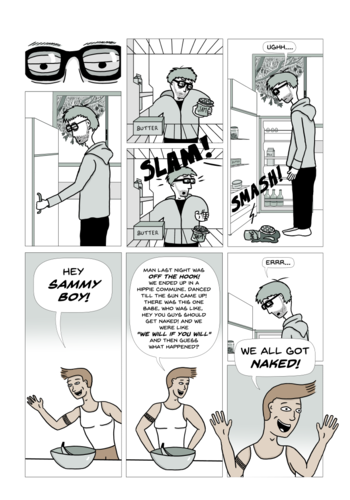 BUTTER
SLAM!
BUTTER
UGHH....
SMASH!
HEY
SAMMY
BOY!
MAN LAST NIGHT WAS
OFF THE HOOK!
WE ENDED UP IN A
HIPPIE COMMUNE, DANCED
TILL THE SUN CAME UP!
THERE WAS THIS ONE
BABE, WHO WAS LIKE,
HEY YOU GUYS SHOULD
GET NAKED! AND WE
WERE LIKE
"WE WILL IF YOU WILL"
AND THEN GUESS
WHAT HAPPENED?
ERRR...
WE ALL GOT
NAKED!